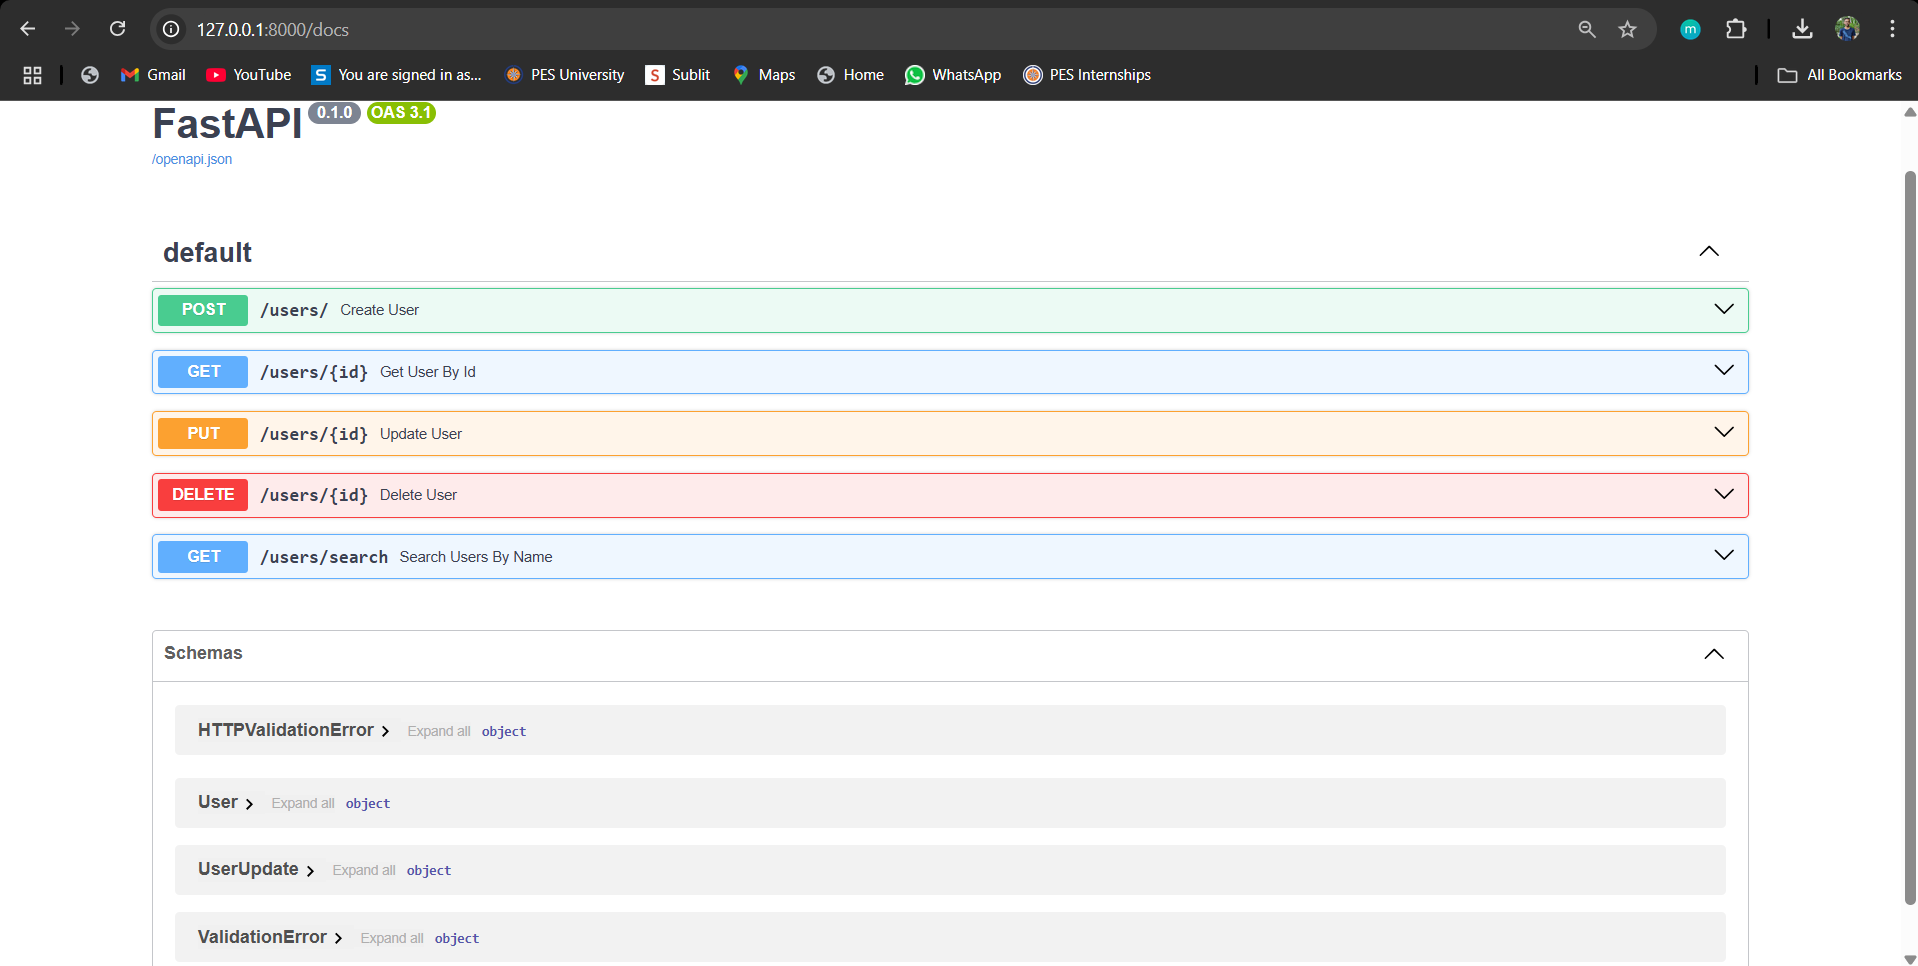 127.0.0.1:8000/docs
m
Gmail YouTube S You are signed in as... PES University S Sublit Maps Home WhatsApp PES Internships All Bookmarks
FastAPI 0.1.0 OAS 3.1
/openapi.json
default
POST /users/ Create User
GET /users/{id} Get User By Id
PUT /users/{id} Update User
DELETE /users/{id} Delete User
GET /users/search Search Users By Name
Schemas
HTTPValidationError Expand all object
User Expand all object
UserUpdate Expand all object
ValidationError Expand all object